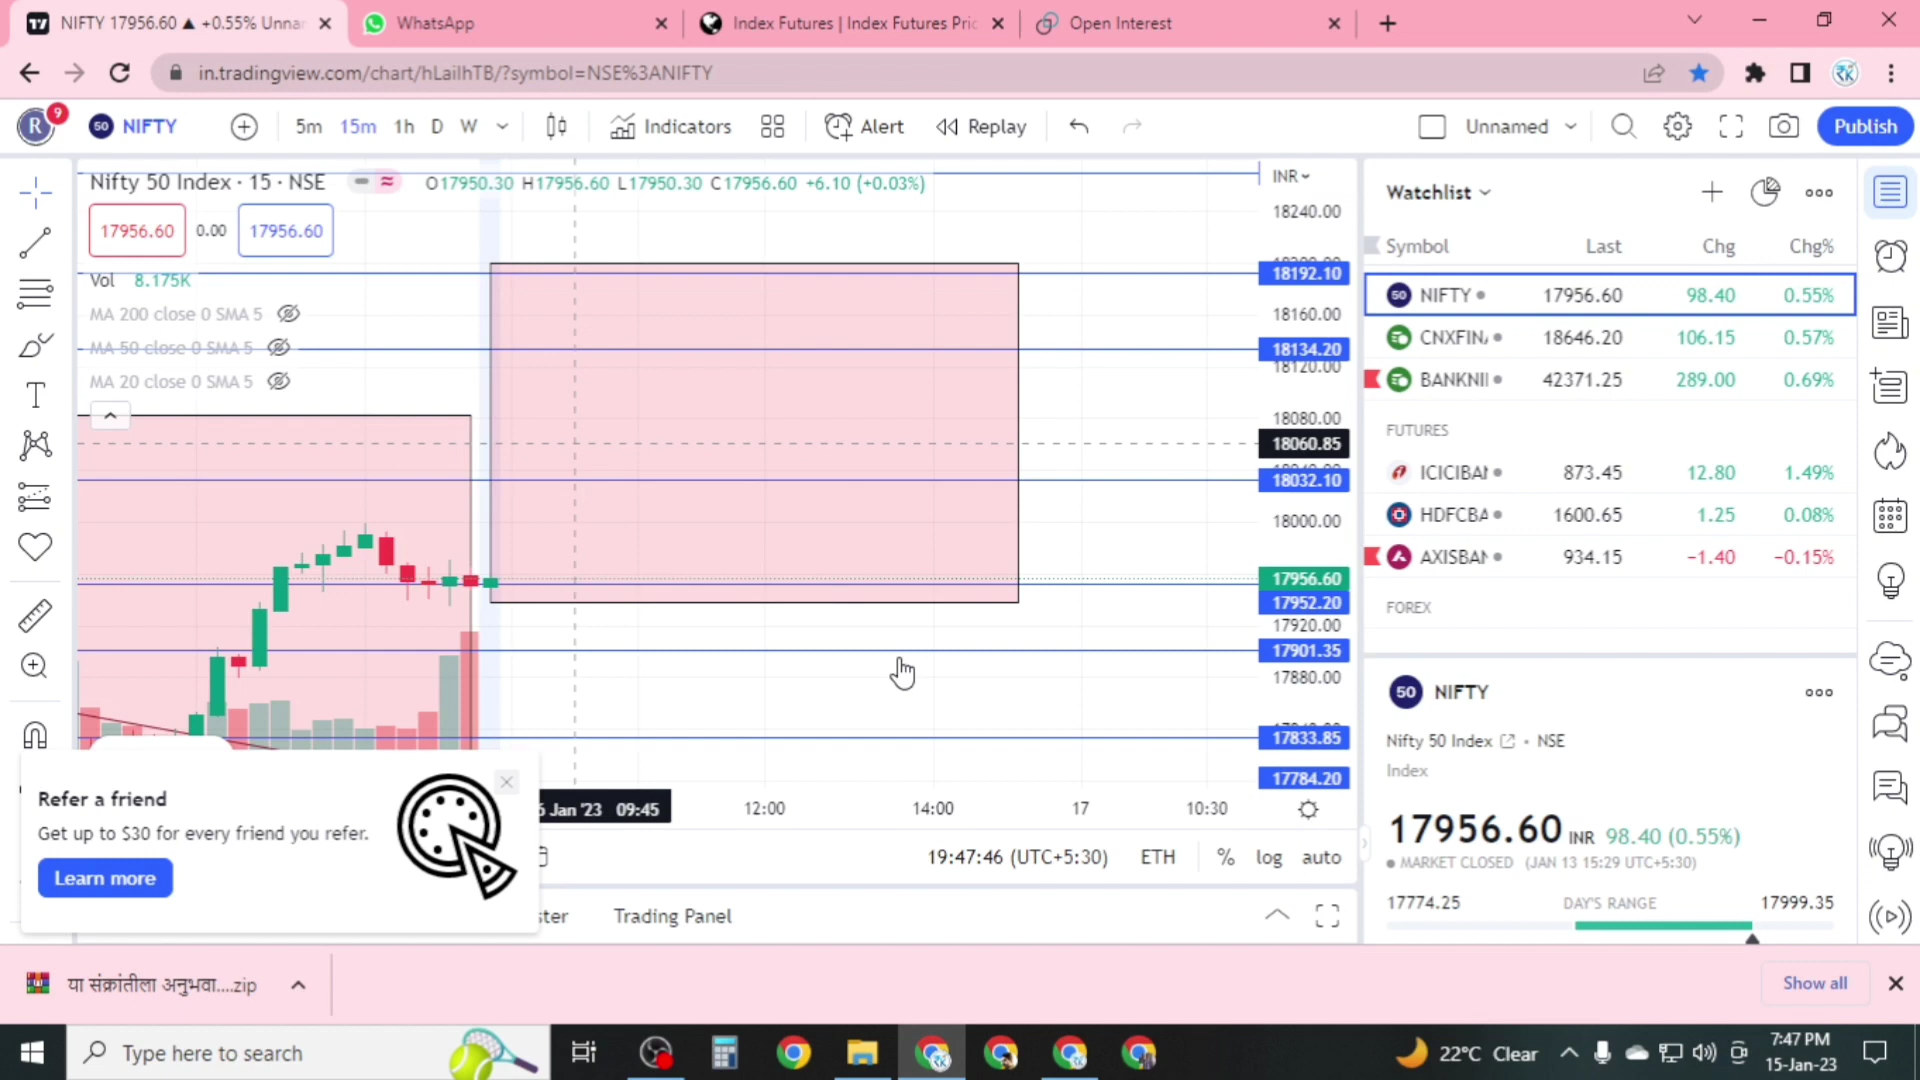 NIFTY 17956.60 ▲ +0.55% Unnar
WhatsApp
Index Futures | Index Futures Pric
Open Interest
in.tradingview.com/chart/hLailhTB/?symbol=NSE%3ANIFTY
R 9
50 NIFTY
5m 15m 1h D W
Indicators
Alert
Replay
Unnamed
Publish
Nifty 50 Index · 15 · NSE
O17950.30 H17956.60 L17950.30 C17956.60 +6.10 (+0.03%)
17956.60 0.00 17956.60
Vol 8.175K
MA 200 close 0 SMA 5
MA 50 close 0 SMA 5
MA 20 close 0 SMA 5
INR
18240.00
18192.10
18160.00
18134.20
18120.00
18080.00
18060.85
18032.10
18000.00
17956.60
17952.20
17920.00
17901.35
17880.00
17833.85
17784.20
Jan '23 09:45 12:00 14:00 17 10:30
19:47:46 (UTC+5:30) ETH % log auto
ster Trading Panel
Refer a friend
Get up to $30 for every friend you refer.
Learn more
Watchlist
Symbol Last Chg Chg%
50 NIFTY 17956.60 98.40 0.55%
CNXFIN 18646.20 106.15 0.57%
BANKNI 42371.25 289.00 0.69%
FUTURES
ICICIBAN 873.45 12.80 1.49%
HDFCBA 1600.65 1.25 0.08%
AXISBAN 934.15 −1.40 −0.15%
FOREX
50 NIFTY
Nifty 50 Index · NSE
Index
17956.60 INR 98.40 (0.55%)
MARKET CLOSED (JAN 13 15:29 UTC+5:30)
17774.25 DAY'S RANGE 17999.35
या संक्रांतीला अनुभवा....zip
Show all
Type here to search
22°C Clear
7:47 PM
15-Jan-23